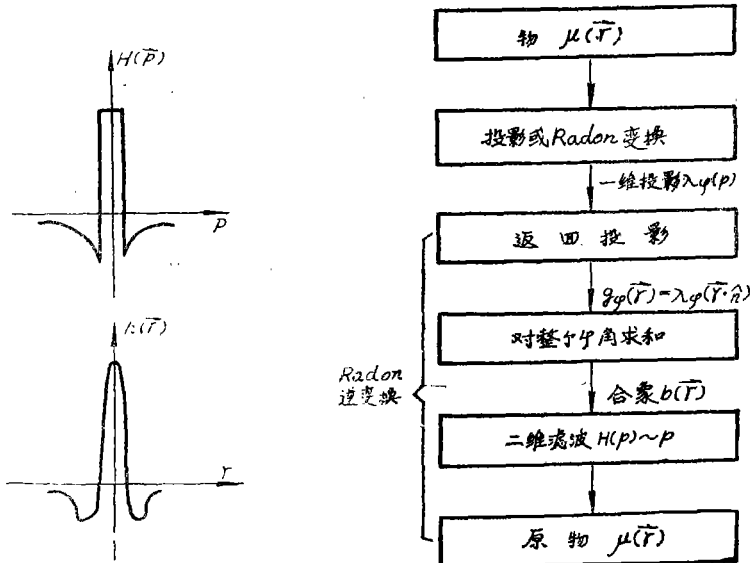 H(p⃗)
p
h(r⃗)
r
物 μ(r⃗)
投影或Radon变换
一维投影λφ(p)
返回投影
gφ(r⃗)=λφ(r⃗·n̂)
对整个φ角求和
合象b(r⃗)
二维滤波 H(p)~p
原物 μ(r⃗)
Radon
逆变换